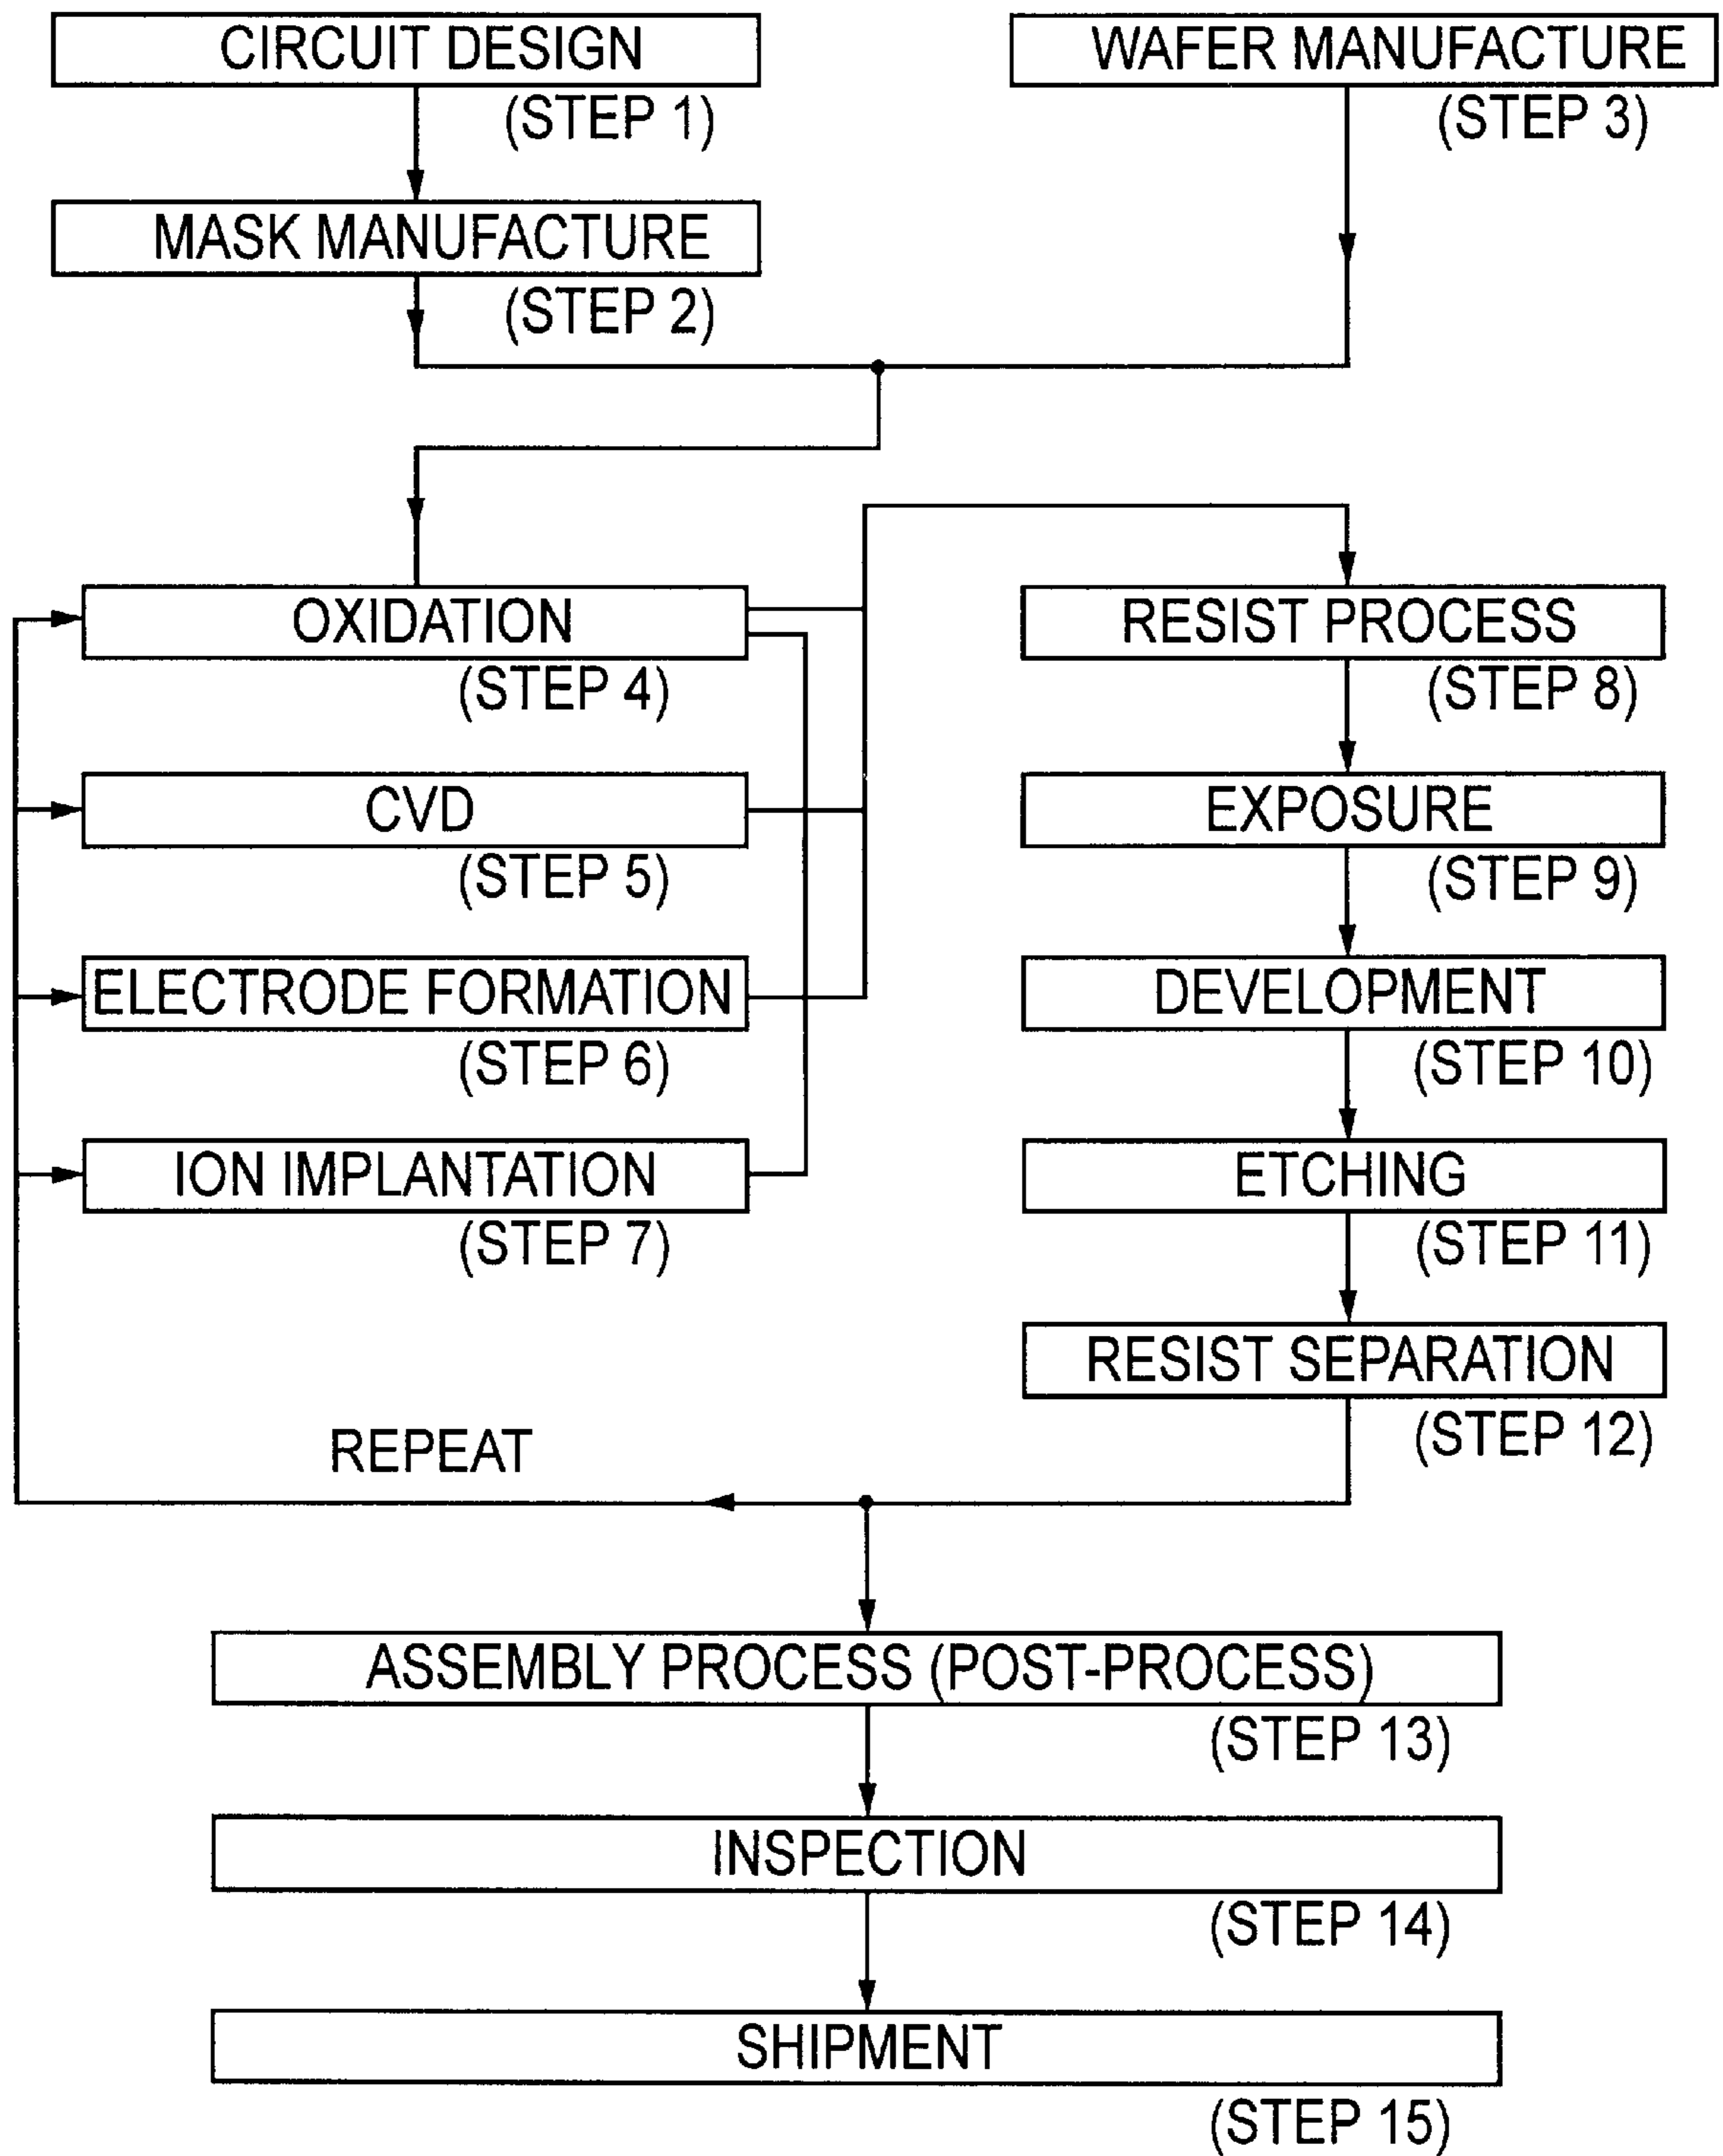 CIRCUIT DESIGN
(STEP 1)
WAFER MANUFACTURE
(STEP 3)
MASK MANUFACTURE
(STEP 2)
OXIDATION
(STEP 4)
CVD
(STEP 5)
ELECTRODE FORMATION
(STEP 6)
ION IMPLANTATION
(STEP 7)
RESIST PROCESS
(STEP 8)
EXPOSURE
(STEP 9)
DEVELOPMENT
(STEP 10)
ETCHING
(STEP 11)
RESIST SEPARATION
(STEP 12)
REPEAT
ASSEMBLY PROCESS (POST-PROCESS)
(STEP 13)
INSPECTION
(STEP 14)
SHIPMENT
(STEP 15)